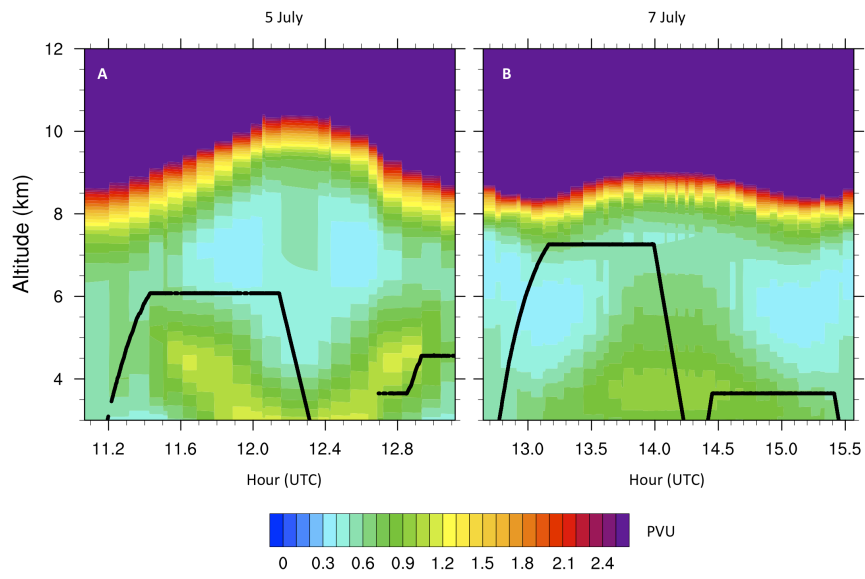 5 July
7 July
12
10
8
6
4
Altitude (km)
A
B
11.2 11.6 12.0 12.4 12.8
13.0 13.5 14.0 14.5 15.0 15.5
Hour (UTC)
Hour (UTC)
PVU
0 0.3 0.6 0.9 1.2 1.5 1.8 2.1 2.4